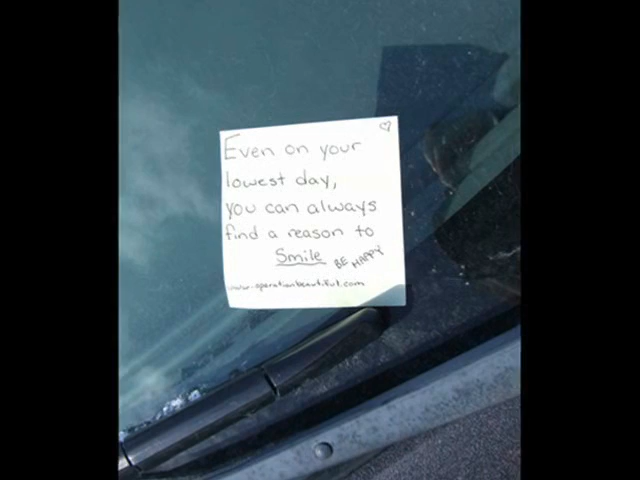 Even on your
lowest day,
you can always
find a reason to
Smile BE HAPPY
www.operationbeautiful.com